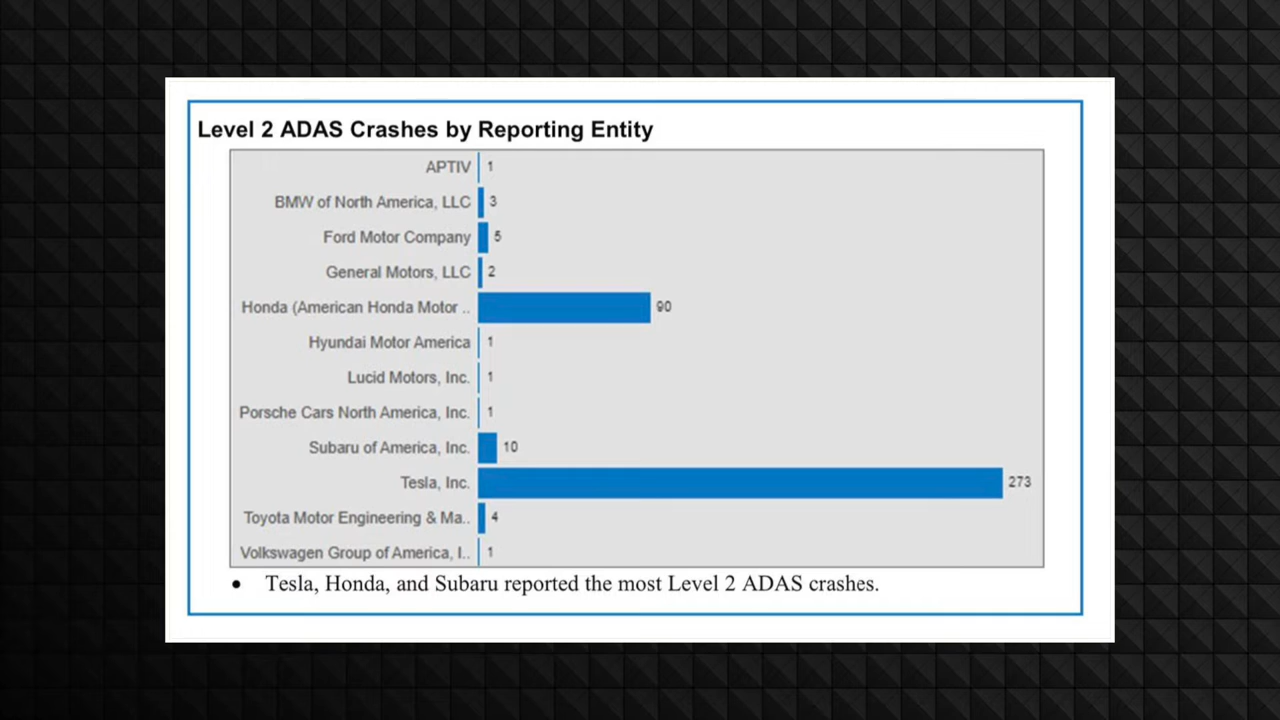 Level 2 ADAS Crashes by Reporting Entity
APTIV 1
BMW of North America, LLC 3
Ford Motor Company 5
General Motors, LLC 2
Honda (American Honda Motor .. 90
Hyundai Motor America 1
Lucid Motors, Inc. 1
Porsche Cars North America, Inc. 1
Subaru of America, Inc. 10
Tesla, Inc. 273
Toyota Motor Engineering & Ma.. 4
Volkswagen Group of America, I.. 1
• Tesla, Honda, and Subaru reported the most Level 2 ADAS crashes.